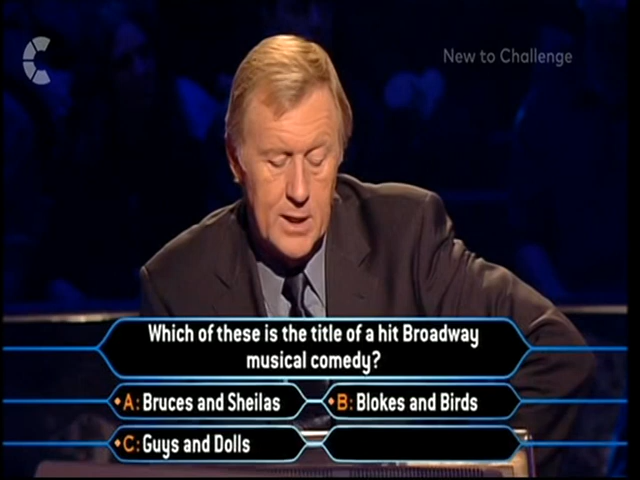 New to Challenge
Which of these is the title of a hit Broadway
musical comedy?
A: Bruces and Sheilas
B: Blokes and Birds
C: Guys and Dolls